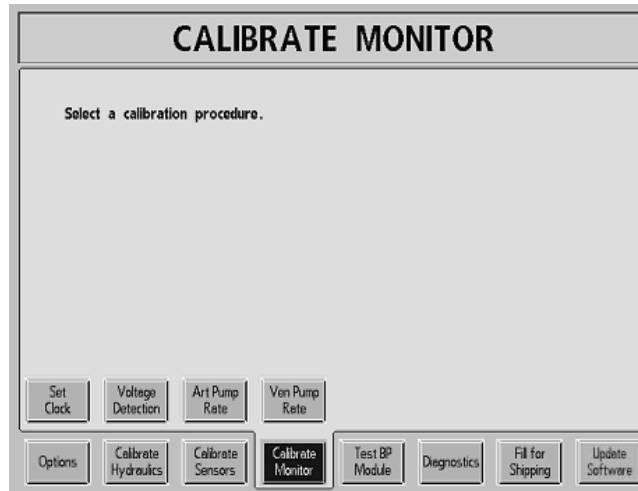 CALIBRATE MONITOR
Select a calibration procedure.
Set
Clock
Voltage
Detection
Art Pump
Rate
Ven Pump
Rate
Options
Calibrate
Hydraulics
Calibrate
Sensors
Calibrate
Monitor
Test BP
Module
Diagnostics
Fill for
Shipping
Update
Software